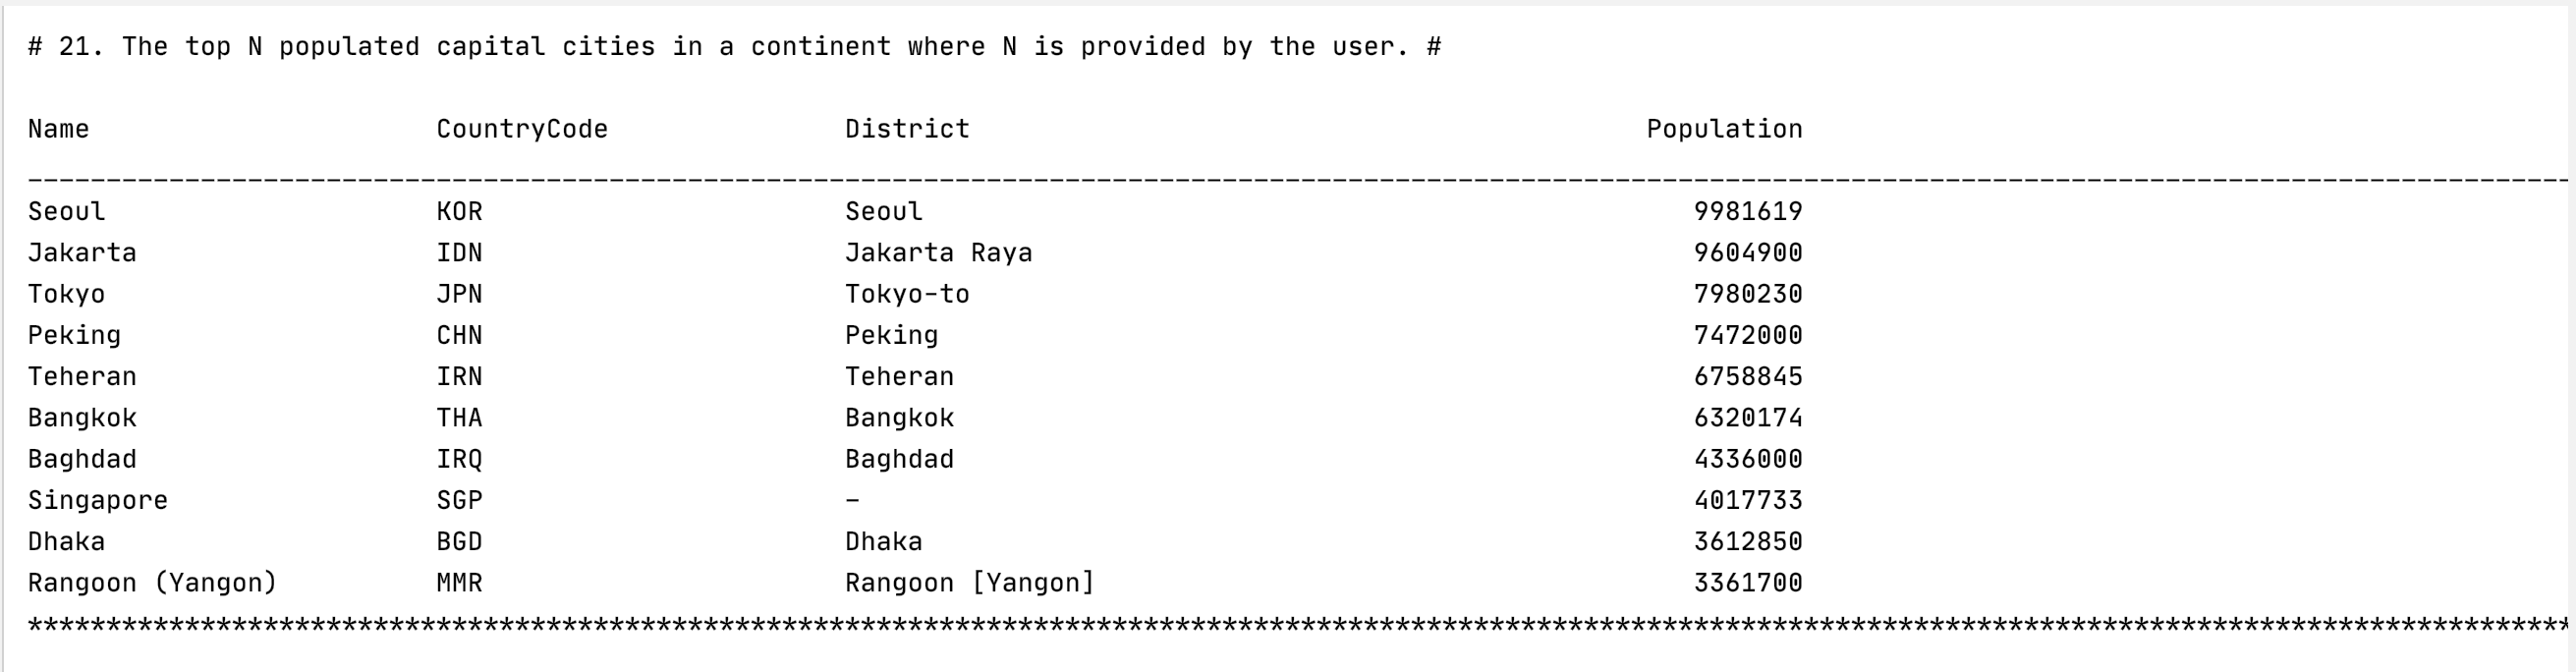 # 21. The top N populated capital cities in a continent where N is provided by the user. #
Name CountryCode District Population
------------------------------------------------------------------------------------------------------------------------------------------------------------------
Seoul KOR Seoul 9981619
Jakarta IDN Jakarta Raya 9604900
Tokyo JPN Tokyo-to 7980230
Peking CHN Peking 7472000
Teheran IRN Teheran 6758845
Bangkok THA Bangkok 6320174
Baghdad IRQ Baghdad 4336000
Singapore SGP – 4017733
Dhaka BGD Dhaka 3612850
Rangoon (Yangon) MMR Rangoon [Yangon] 3361700
******************************************************************************************************************************************************************